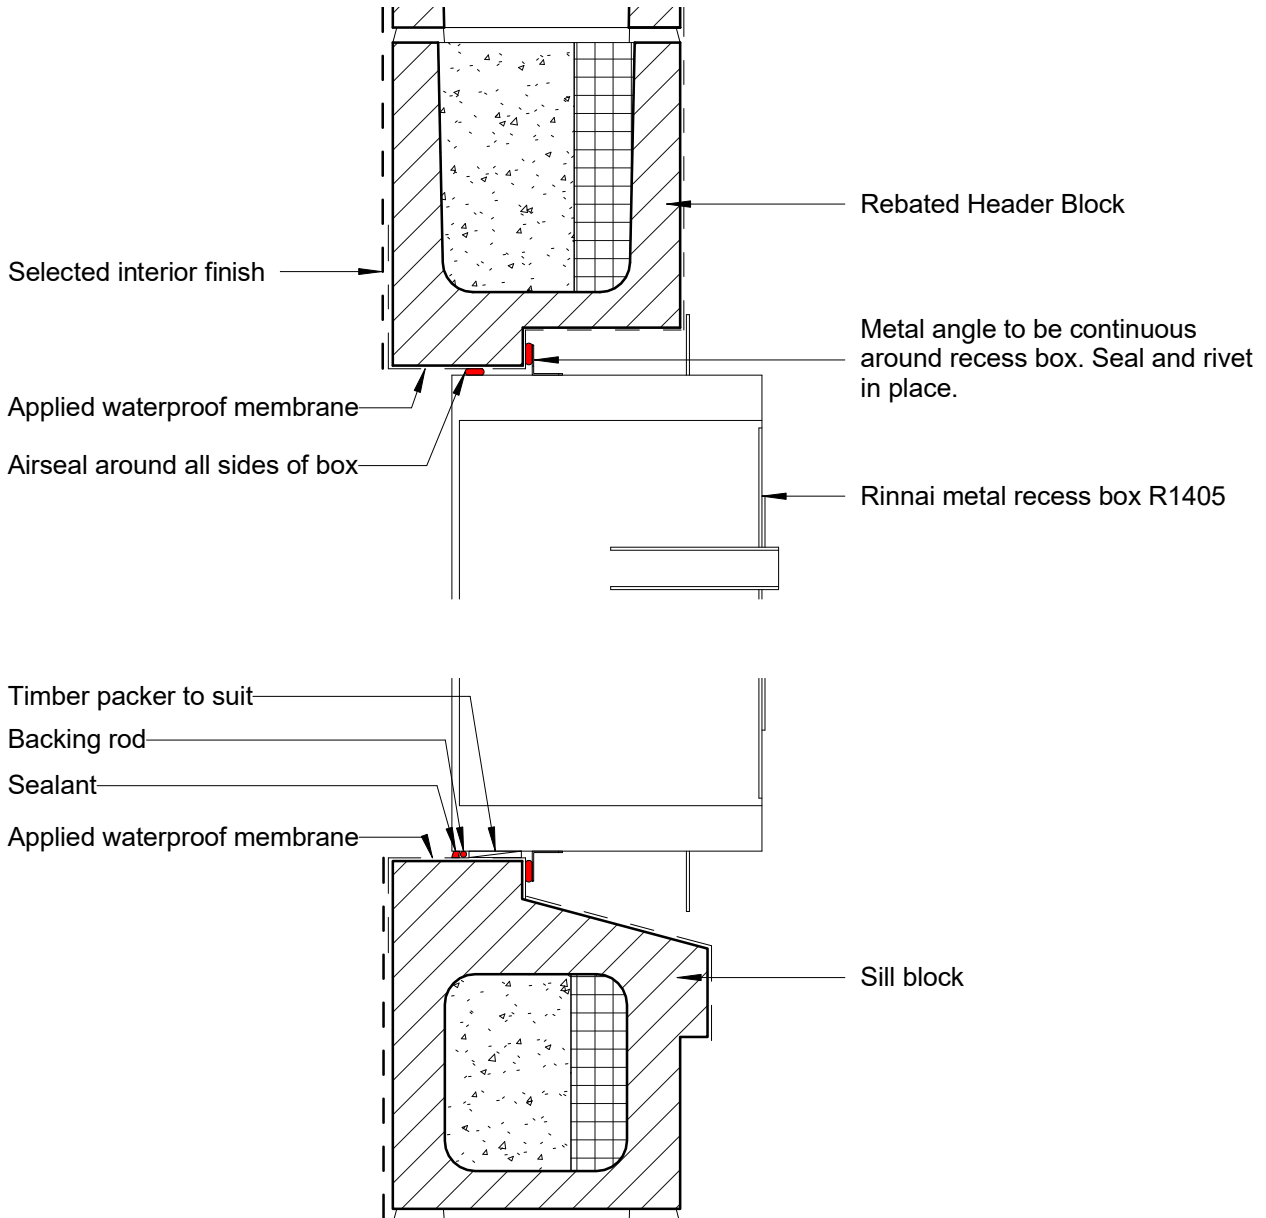 Rebated Header Block
Selected interior finish
Metal angle to be continuous
around recess box. Seal and rivet
in place.
Applied waterproof membrane
Airseal around all sides of box
Rinnai metal recess box R1405
Timber packer to suit
Backing rod
Sealant
Applied waterproof membrane
Sill block